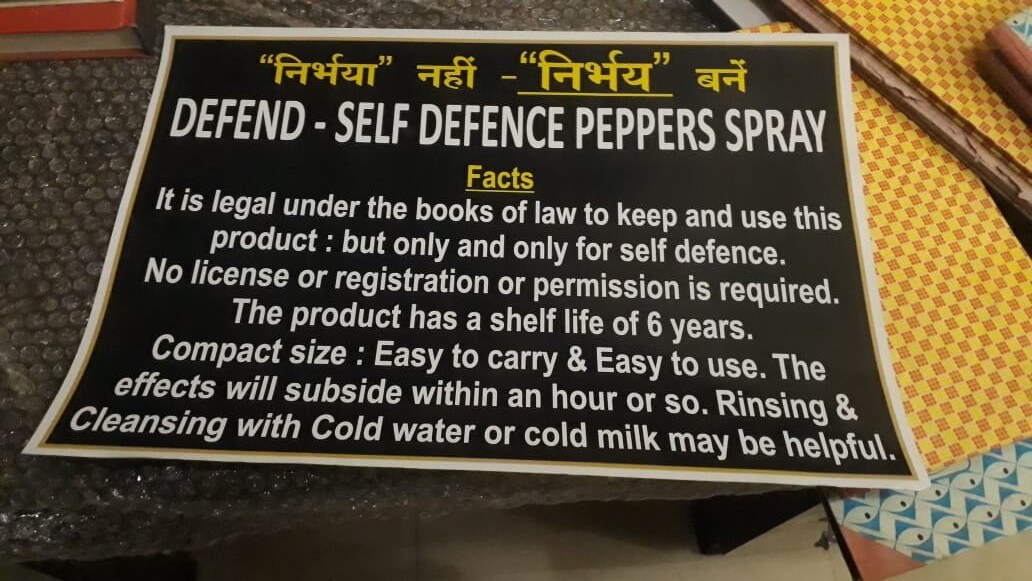 “निर्भया” नहीं -“निर्भय” बनें
DEFEND - SELF DEFENCE PEPPERS SPRAY
Facts
It is legal under the books of law to keep and use this
product : but only and only for self defence.
No license or registration or permission is required.
The product has a shelf life of 6 years.
Compact size : Easy to carry & Easy to use. The
effects will subside within an hour or so. Rinsing &
Cleansing with Cold water or cold milk may be helpful.